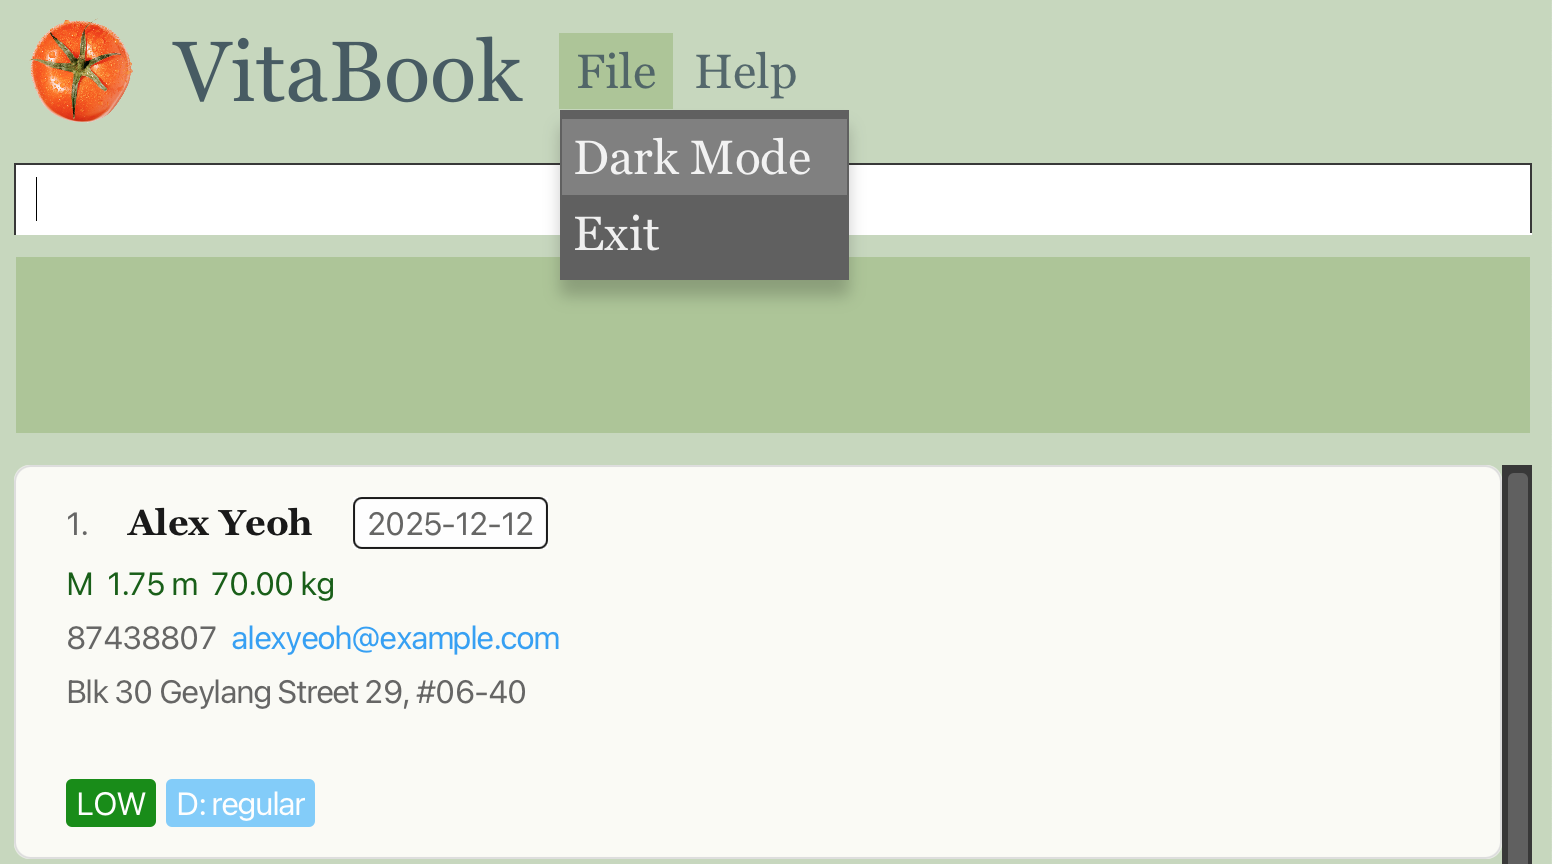 VitaBook File Help
Dark Mode
Exit
1. Alex Yeoh 2025-12-12
M 1.75 m 70.00 kg
87438807 alexyeoh@example.com
Blk 30 Geylang Street 29, #06-40
LOW D: regular